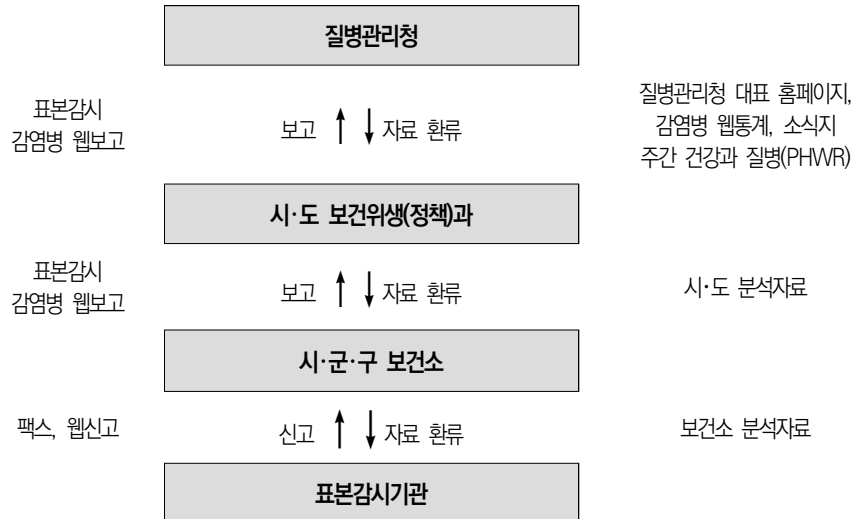 질병관리청
표본감시
감염병 웹보고
보고
자료 환류
질병관리청 대표 홈페이지,
감염병 웹통계, 소식지
주간 건강과 질병(PHWR)
시·도 보건위생(정책)과
표본감시
감염병 웹보고
보고
자료 환류
시·도 분석자료
시·군·구 보건소
팩스, 웹신고
신고
자료 환류
보건소 분석자료
표본감시기관